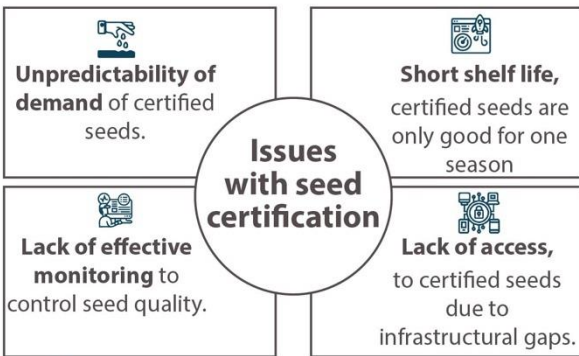 Unpredictability of
demand of certified
seeds.
Short shelf life,
certified seeds are
only good for one
season
Issues
with seed
certification
Lack of effective
monitoring to
control seed quality.
Lack of access,
to certified seeds
due to
infrastructural gaps.